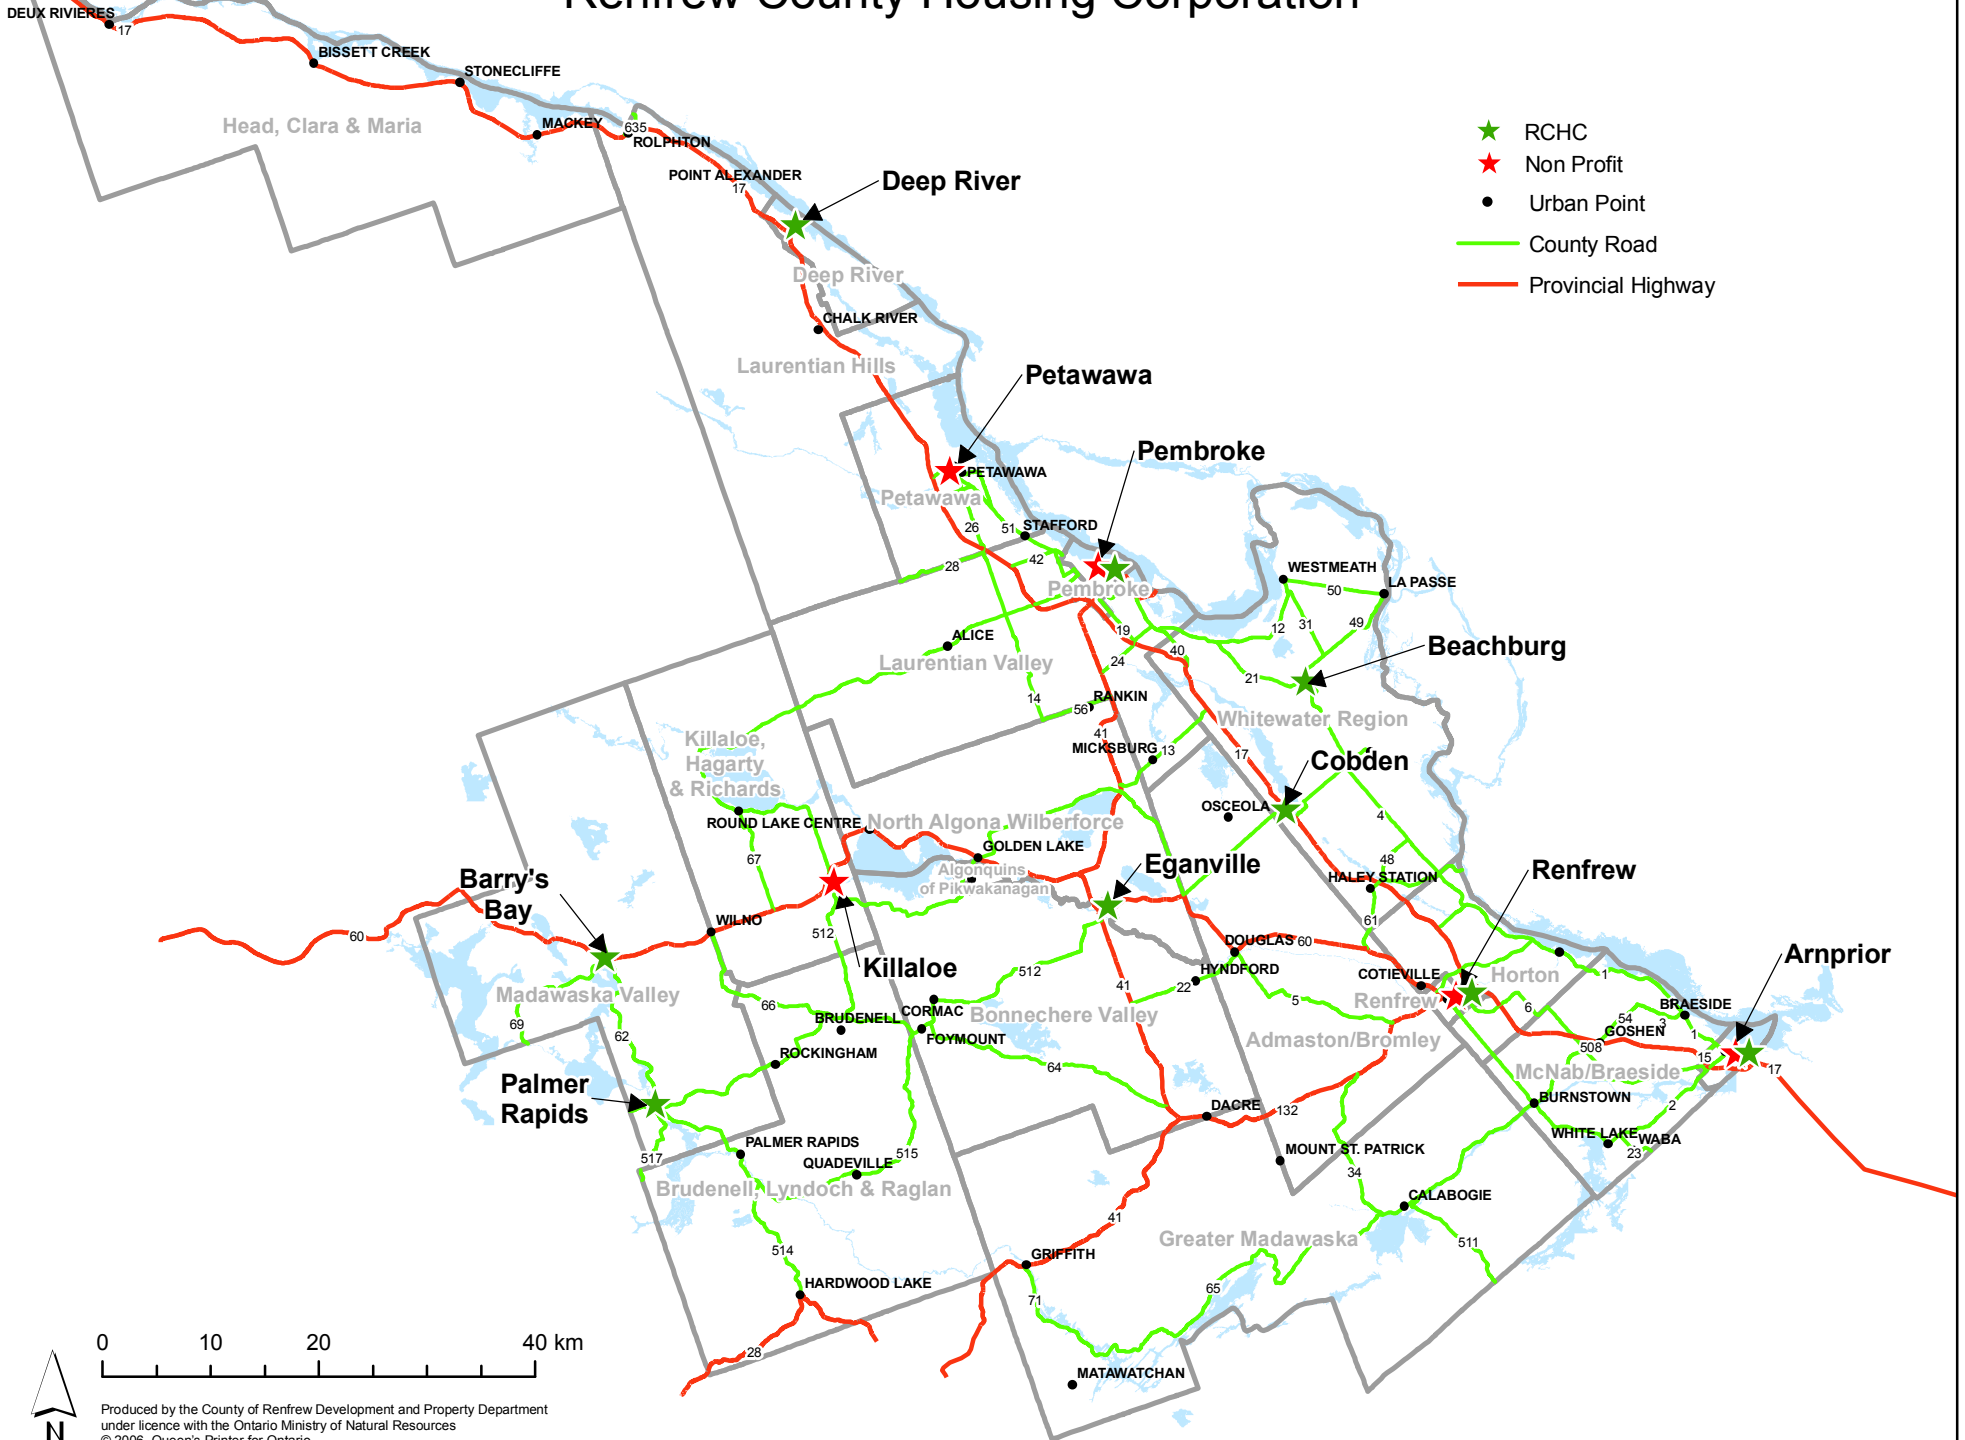 Renfrew County Housing Corporation
DEUX RIVIERES
17
BISSETT CREEK
STONECLIFFE
Head, Clara & Maria
MACKEY
635
ROLPHTON
POINT ALEXANDER
17
Deep River
RCHC
Non Profit
Urban Point
County Road
Provincial Highway
Deep River
CHALK RIVER
Laurentian Hills
Petawawa
Pembroke
PETAWAWA
Petawawa
26
51
STAFFORD
42
28
Pembroke
WESTMEATH
50
LA PASSE
12
31
49
19
40
24
ALICE
Laurentian Valley
Beachburg
21
14
56
RANKIN
Whitewater Region
41
MICKSBURG
13
17
Killaloe,
Hagarty
& Richards
Cobden
OSCEOLA
4
ROUND LAKE CENTRE
North Algona Wilberforce
GOLDEN LAKE
Algonquins
of Pikwakanagan
67
48
HALEY STATION
Eganville
Renfrew
Barry's
Bay
WILNO
60
512
61
Killaloe
DOUGLAS
60
HYNDFORD
COTIEVILLE
Horton
Arnprior
Madawaska Valley
66
512
41
22
5
Renfrew
1
6
BRAESIDE
CORMAC
Bonnechere Valley
BRUDENELL
FOYMOUNT
69
62
54
3
GOSHEN
1
508
15
17
Admaston/Bromley
McNab/Braeside
ROCKINGHAM
64
Palmer
Rapids
BURNSTOWN
2
DACRE
132
WHITE LAKE
WABA
23
517
PALMER RAPIDS
QUADEVILLE
515
MOUNT ST. PATRICK
34
Brudenell, Lyndoch & Raglan
CALABOGIE
41
Greater Madawaska
511
514
GRIFFITH
HARDWOOD LAKE
65
71
28
MATAWATCHAN
0 10 20 40 km
N
Produced by the County of Renfrew Development and Property Department
under licence with the Ontario Ministry of Natural Resources
© 2006, Queen's Printer for Ontario